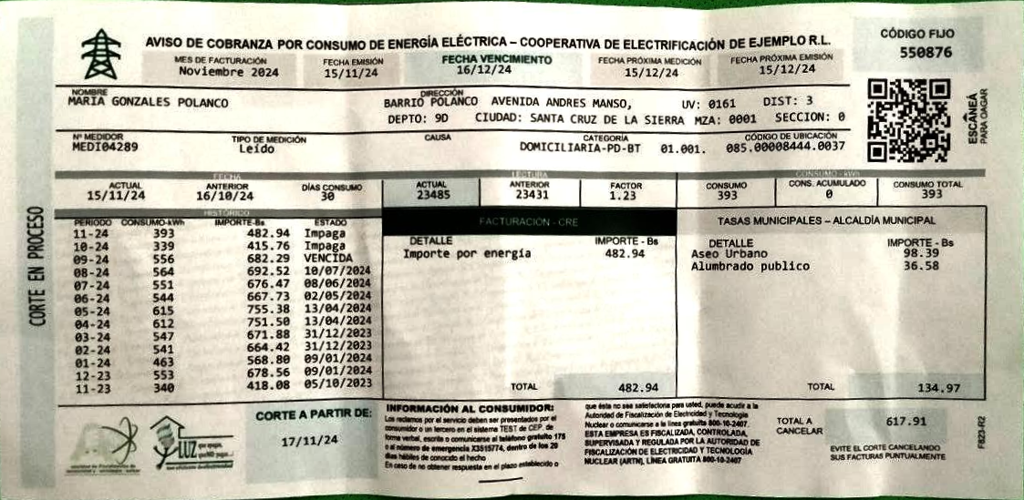 AVISO DE COBRANZA POR CONSUMO DE ENERGÍA ELÉCTRICA – COOPERATIVA DE ELECTRIFICACIÓN DE EJEMPLO R.L.
CÓDIGO FIJO
550876
MES DE FACTURACIÓN FECHA EMISIÓN FECHA VENCIMIENTO FECHA PRÓXIMA MEDICIÓN FECHA PRÓXIMA EMISIÓN
Noviembre 2024 15/11/24 16/12/24 15/12/24 15/12/24
NOMBRE DIRECCIÓN
MARIA GONZALES POLANCO BARRIO POLANCO AVENIDA ANDRES MANSO, UV: 0161 DIST: 3
DEPTO: 9D CIUDAD: SANTA CRUZ DE LA SIERRA MZA: 0001 SECCION: 0
ESCANEÁ
PARA PAGAR
Nº MEDIDOR TIPO DE MEDICIÓN CAUSA CATEGORÍA CÓDIGO DE UBICACIÓN
MEDI04289 Leído DOMICILIARIA-PD-BT 01.001. 085.00008444.0037
FECHA LECTURA CONSUMO - kWh
ACTUAL ANTERIOR DÍAS CONSUMO ACTUAL ANTERIOR FACTOR CONSUMO CONS. ACUMULADO CONSUMO TOTAL
15/11/24 16/10/24 30 23485 23431 1.23 393 0 393
CORTE EN PROCESO
HISTÓRICO
PERIODO CONSUMO-kWh IMPORTE-Bs ESTADO
11-24 393 482.94 Impaga
10-24 339 415.76 Impaga
09-24 556 682.29 VENCIDA
08-24 564 692.52 10/07/2024
07-24 551 676.47 08/06/2024
06-24 544 667.73 02/05/2024
05-24 615 755.38 13/04/2024
04-24 612 751.50 13/04/2024
03-24 547 671.88 31/12/2023
02-24 541 664.42 31/12/2023
01-24 463 568.80 09/01/2024
12-23 553 678.56 09/01/2024
11-23 340 418.08 05/10/2023
FACTURACIÓN - CRE
DETALLE IMPORTE - Bs
Importe por energía 482.94
TOTAL 482.94
TASAS MUNICIPALES – ALCALDÍA MUNICIPAL
DETALLE IMPORTE - Bs
Aseo Urbano 98.39
Alumbrado publico 36.58
TOTAL 134.97
LUZ
CORTE A PARTIR DE:
17/11/24
INFORMACIÓN AL CONSUMIDOR:
Los reclamos por el servicio deben ser presentados por el
consumidor o un tercero en el sistema TEST de CEP, de
forma verbal, escrita o comunicarse al teléfono gratuito 175
o al número de emergencia X3515774, dentro de los 20
días hábiles de conocido el hecho
En caso de no obtener respuesta en el plazo establecido o
que ésta no sea satisfactoria para usted, puede acudir a la
Autoridad de Fiscalización de Electricidad y Tecnología
Nuclear o comunicarse a la línea gratuita 800-10-2407.
ESTA EMPRESA ES FISCALIZADA, CONTROLADA,
SUPERVISADA Y REGULADA POR LA AUTORIDAD DE
FISCALIZACIÓN DE ELECTRICIDAD Y TECNOLOGÍA
NUCLEAR (ARTN), LÍNEA GRATUITA 800-10-2407
TOTAL A
CANCELAR
617.91
EVITE EL CORTE CANCELANDO
SUS FACTURAS PUNTUALMENTE
F823-R2